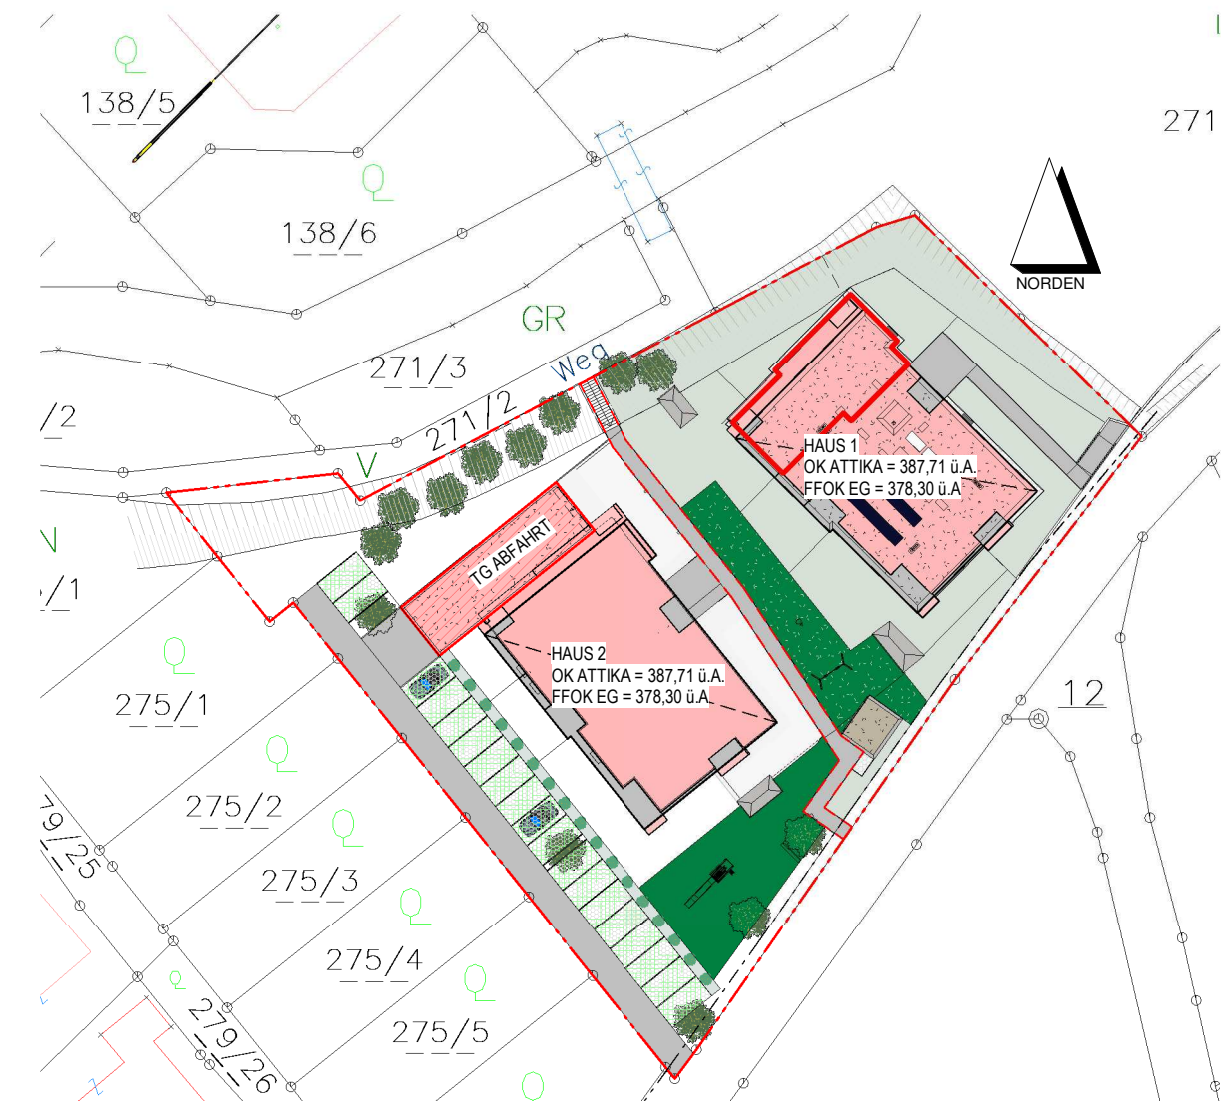 138/5
271
138/6
NORDEN
GR
Weg
271/3
271/2
/2
V
HAUS 1
OK ATTIKA = 387,71 ü.A.
FFOK EG = 378,30 ü.A
TG ABFAHRT
/1
HAUS 2
OK ATTIKA = 387,71 ü.A.
FFOK EG = 378,30 ü.A
12
275/1
275/2
79/25
275/3
275/4
279/26
275/5